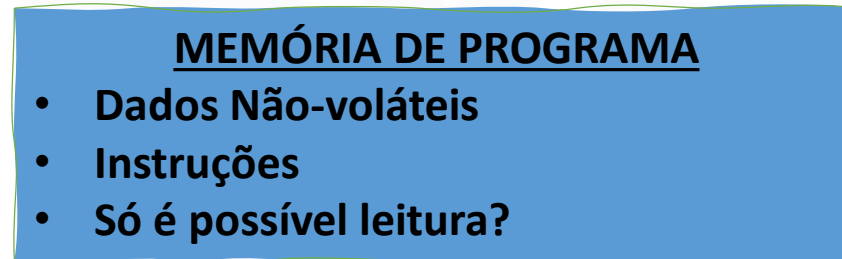 MEMÓRIA DE PROGRAMA
• Dados Não-voláteis
• Instruções
• Só é possível leitura?